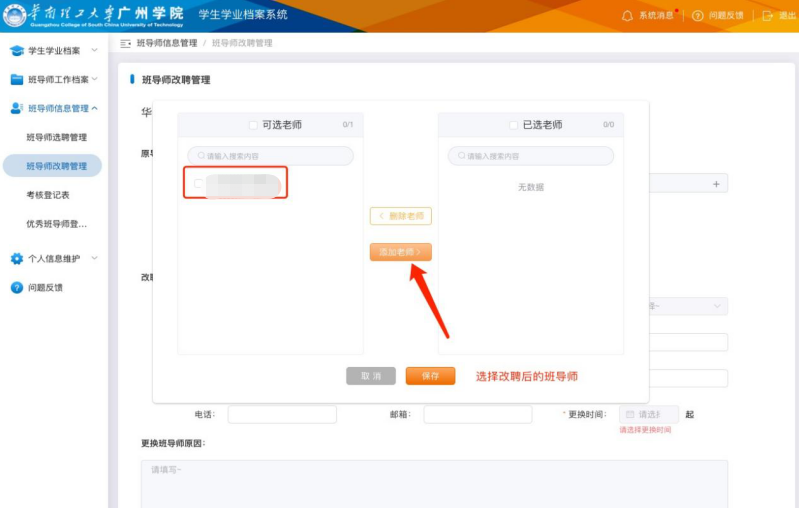 华南理工大学广州学院 学生学业档案系统 系统消息 问题反馈 退出
Guangzhou College of South China University of Technology
学生学业档案
班导师工作档案
班导师信息管理
班导师选聘管理
班导师改聘管理
考核登记表
优秀班导师登...
个人信息维护
问题反馈
班导师信息管理 / 班导师改聘管理
班导师改聘管理
华
可选老师 0/1
请输入搜索内容
已选老师 0/0
请输入搜索内容
无数据
< 删除老师
添加老师 >
取消 保存 选择改聘后的班导师
电话: 邮箱: *更换时间: 起
请选择更换时间
更换班导师原因:
请填写~